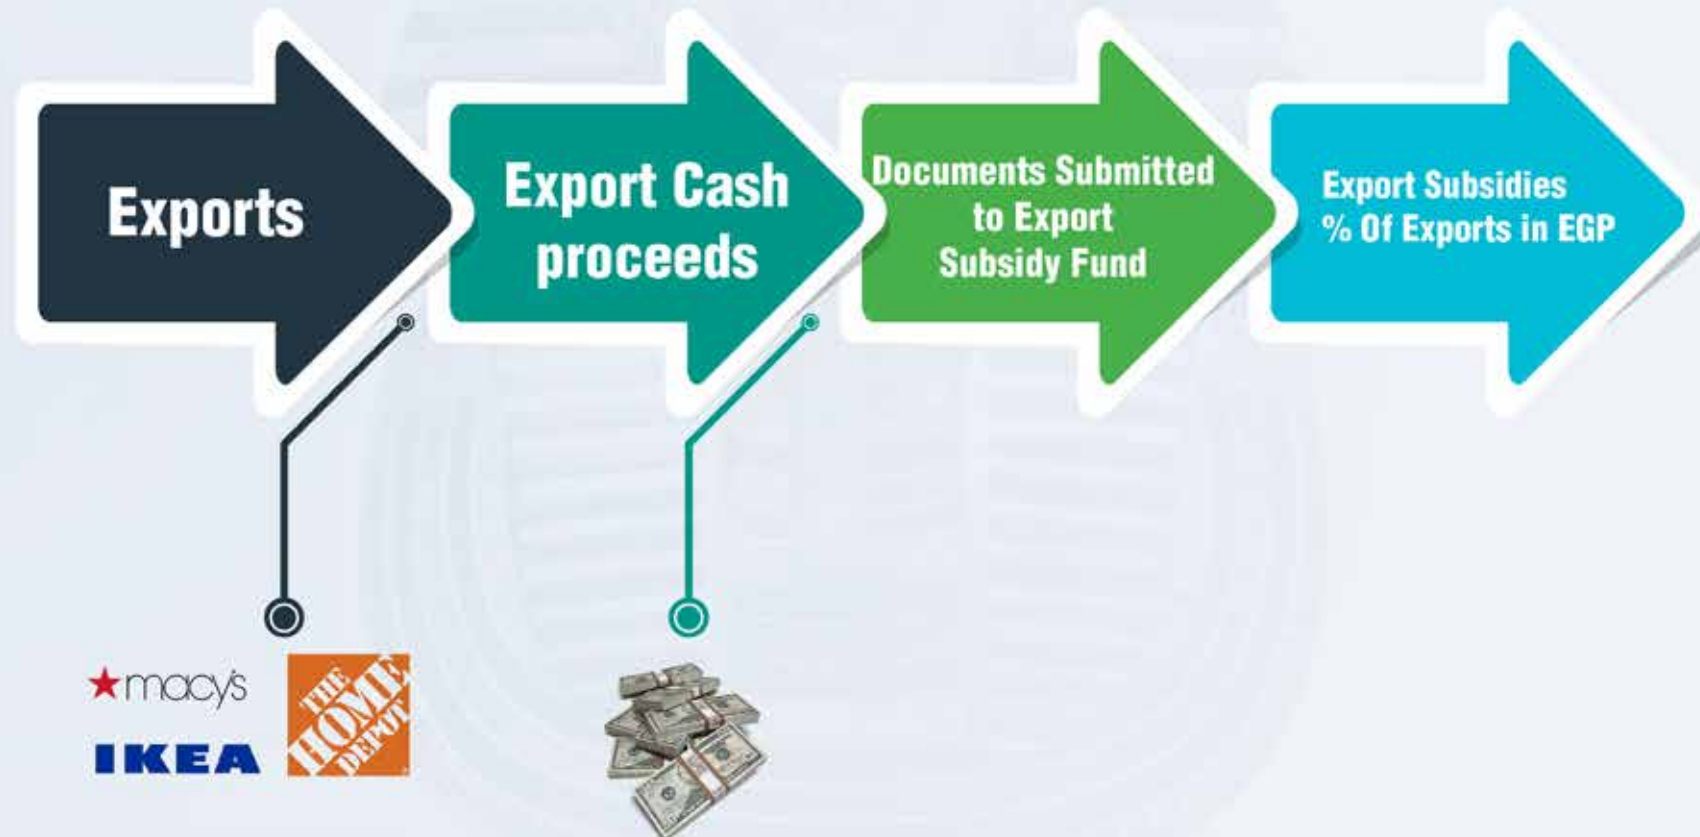 Exports
Export Cash
proceeds
Documents Submitted
to Export
Subsidy Fund
Export Subsidies
% Of Exports in EGP
macy's
IKEA
THE
HOME
DEPOT